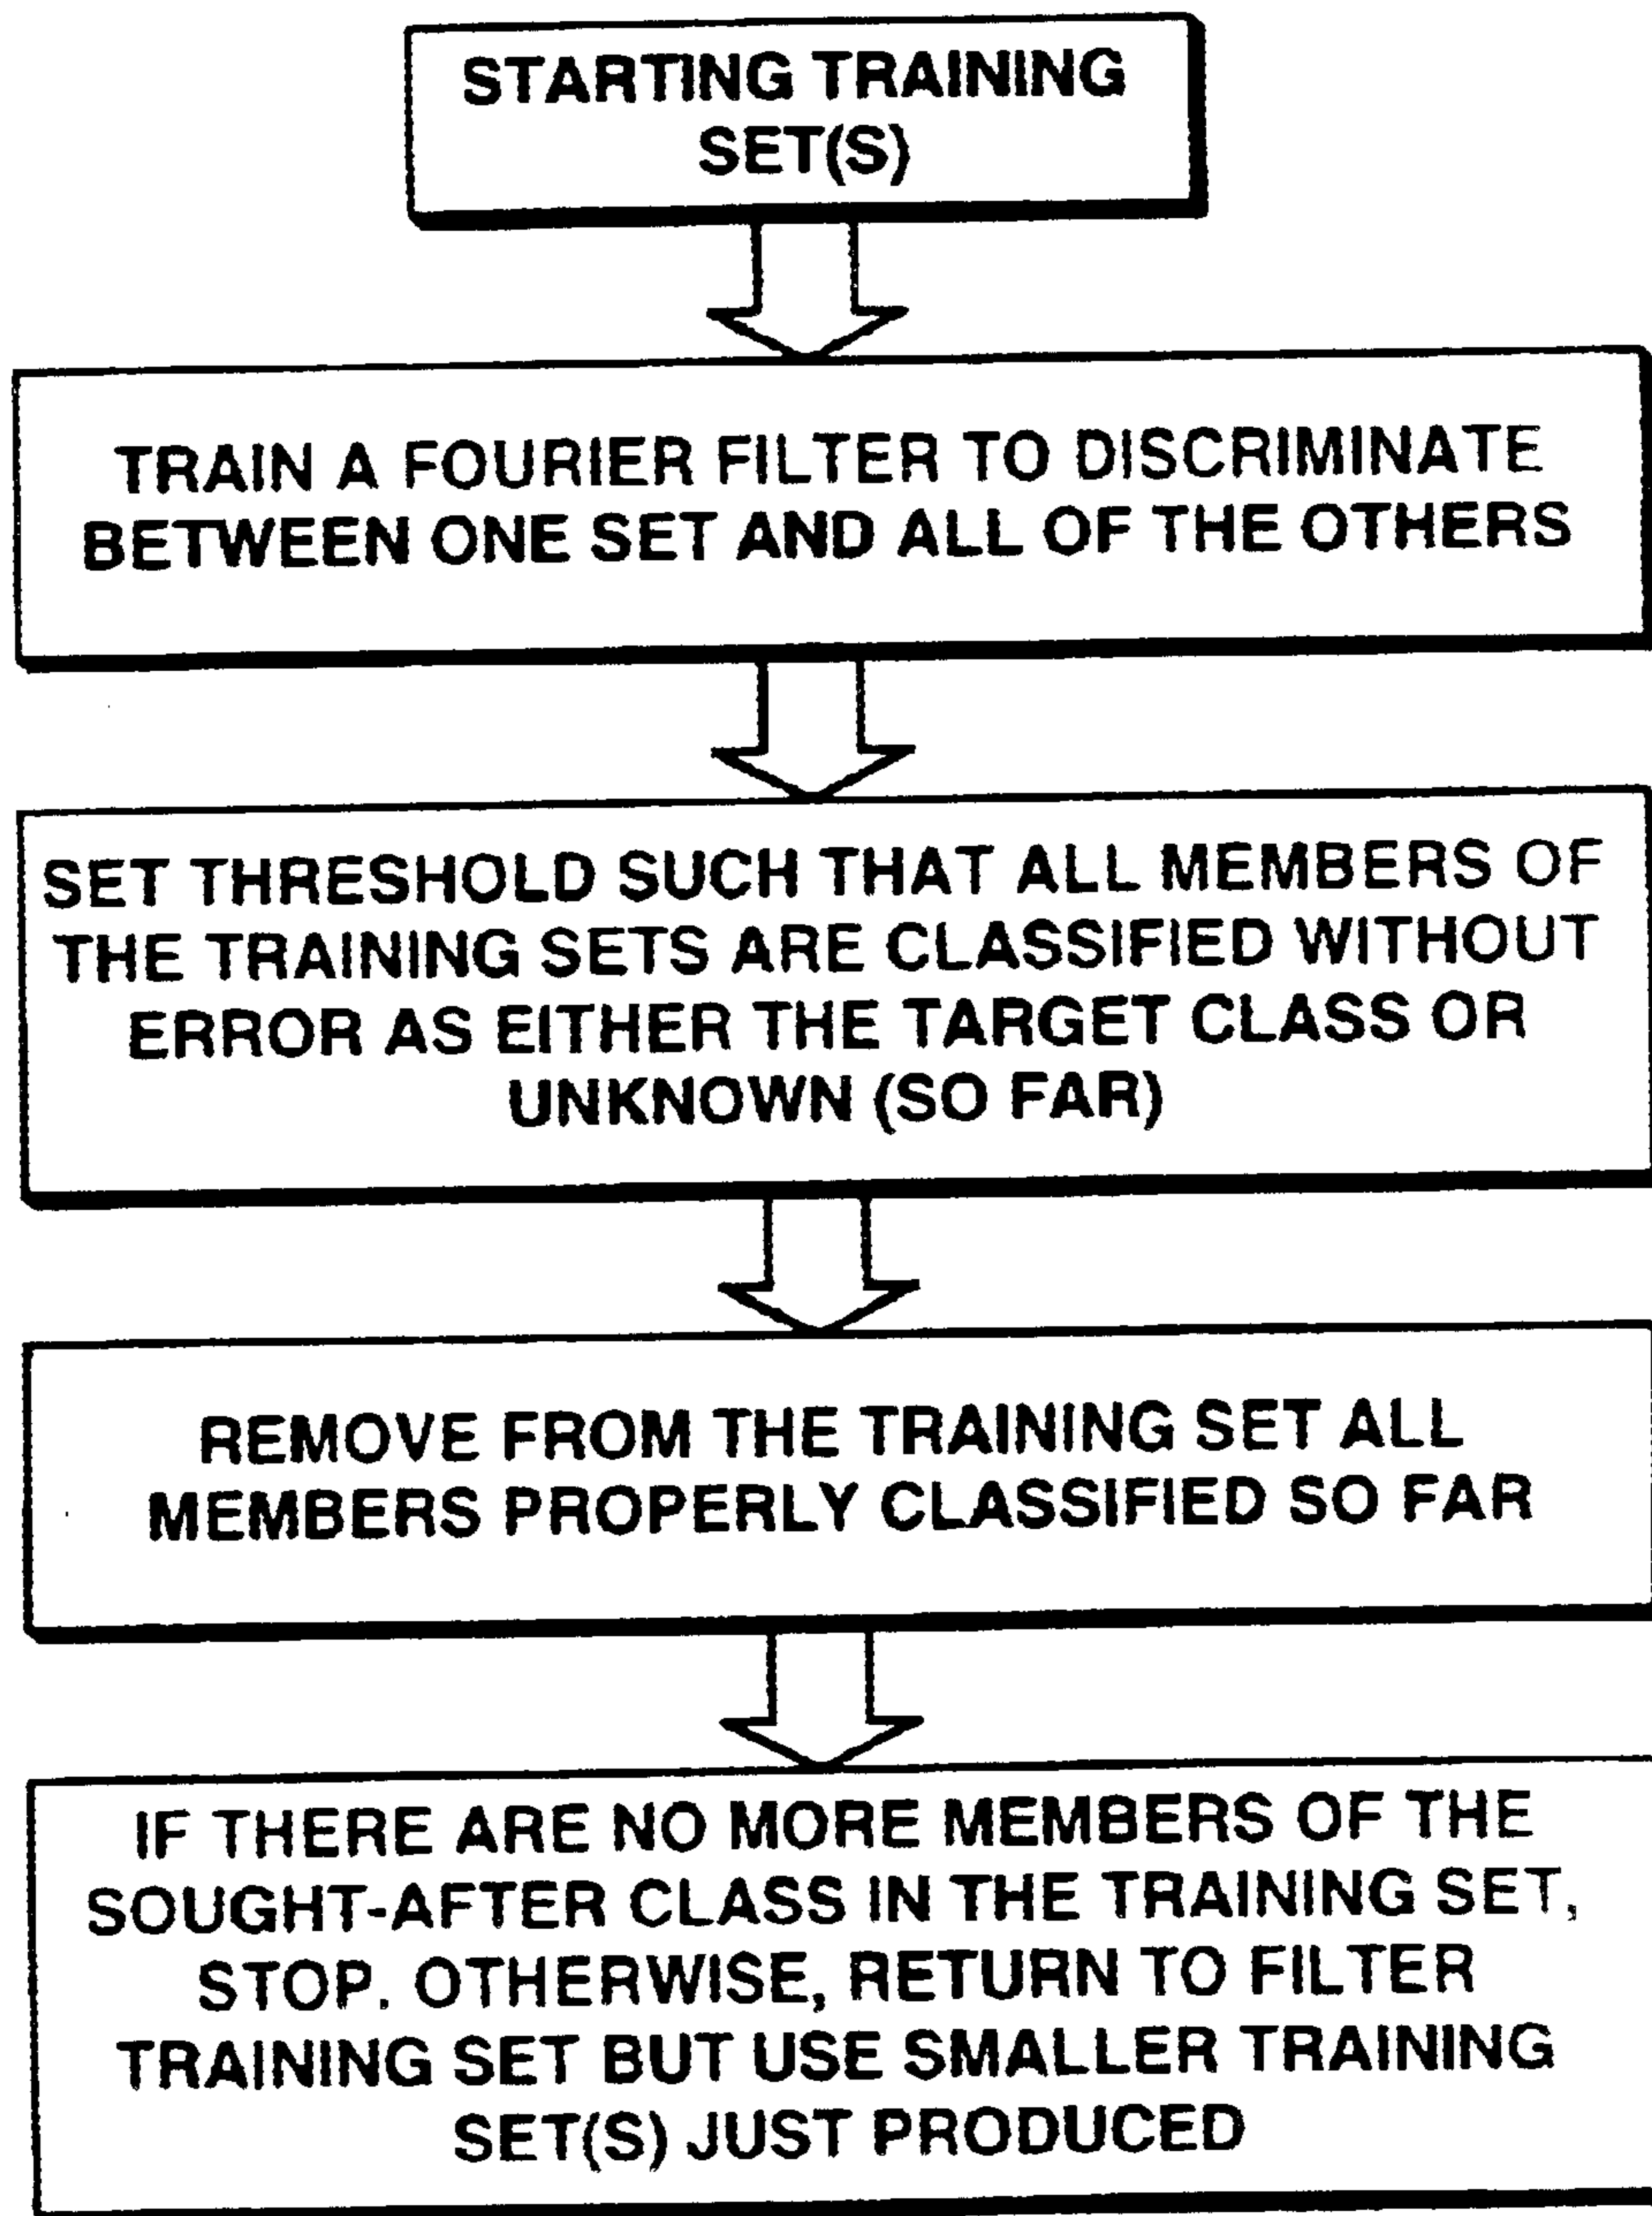 STARTING TRAINING
SET(S)
TRAIN A FOURIER FILTER TO DISCRIMINATE
BETWEEN ONE SET AND ALL OF THE OTHERS
SET THRESHOLD SUCH THAT ALL MEMBERS OF
THE TRAINING SETS ARE CLASSIFIED WITHOUT
ERROR AS EITHER THE TARGET CLASS OR
UNKNOWN (SO FAR)
REMOVE FROM THE TRAINING SET ALL
MEMBERS PROPERLY CLASSIFIED SO FAR
IF THERE ARE NO MORE MEMBERS OF THE
SOUGHT-AFTER CLASS IN THE TRAINING SET,
STOP. OTHERWISE, RETURN TO FILTER
TRAINING SET BUT USE SMALLER TRAINING
SET(S) JUST PRODUCED